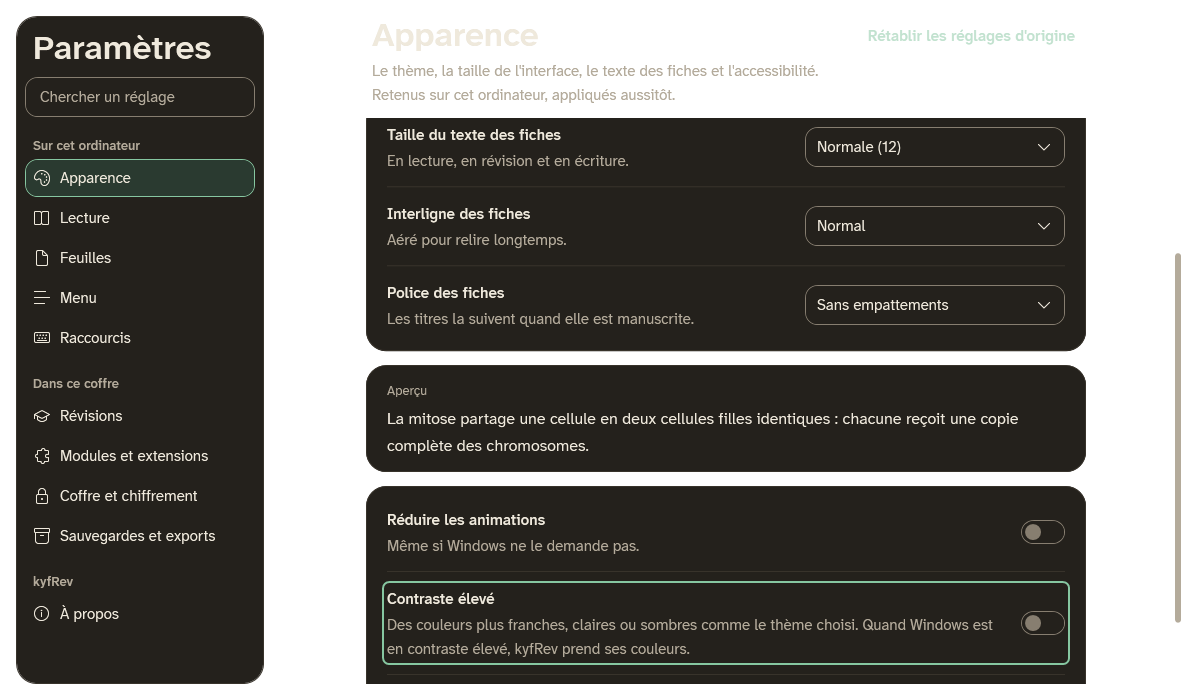 Paramètres
Chercher un réglage
Sur cet ordinateur
Apparence
Lecture
Feuilles
Menu
Raccourcis
Dans ce coffre
Révisions
Modules et extensions
Coffre et chiffrement
Sauvegardes et exports
kyfRev
À propos
Apparence
Rétablir les réglages d'origine
Le thème, la taille de l'interface, le texte des fiches et l'accessibilité.
Retenus sur cet ordinateur, appliqués aussitôt.
Taille du texte des fiches
En lecture, en révision et en écriture.
Normale (12)
Interligne des fiches
Aéré pour relire longtemps.
Normal
Police des fiches
Les titres la suivent quand elle est manuscrite.
Sans empattements
Aperçu
La mitose partage une cellule en deux cellules filles identiques : chacune reçoit une copie
complète des chromosomes.
Réduire les animations
Même si Windows ne le demande pas.
Contraste élevé
Des couleurs plus franches, claires ou sombres comme le thème choisi. Quand Windows est
en contraste élevé, kyfRev prend ses couleurs.